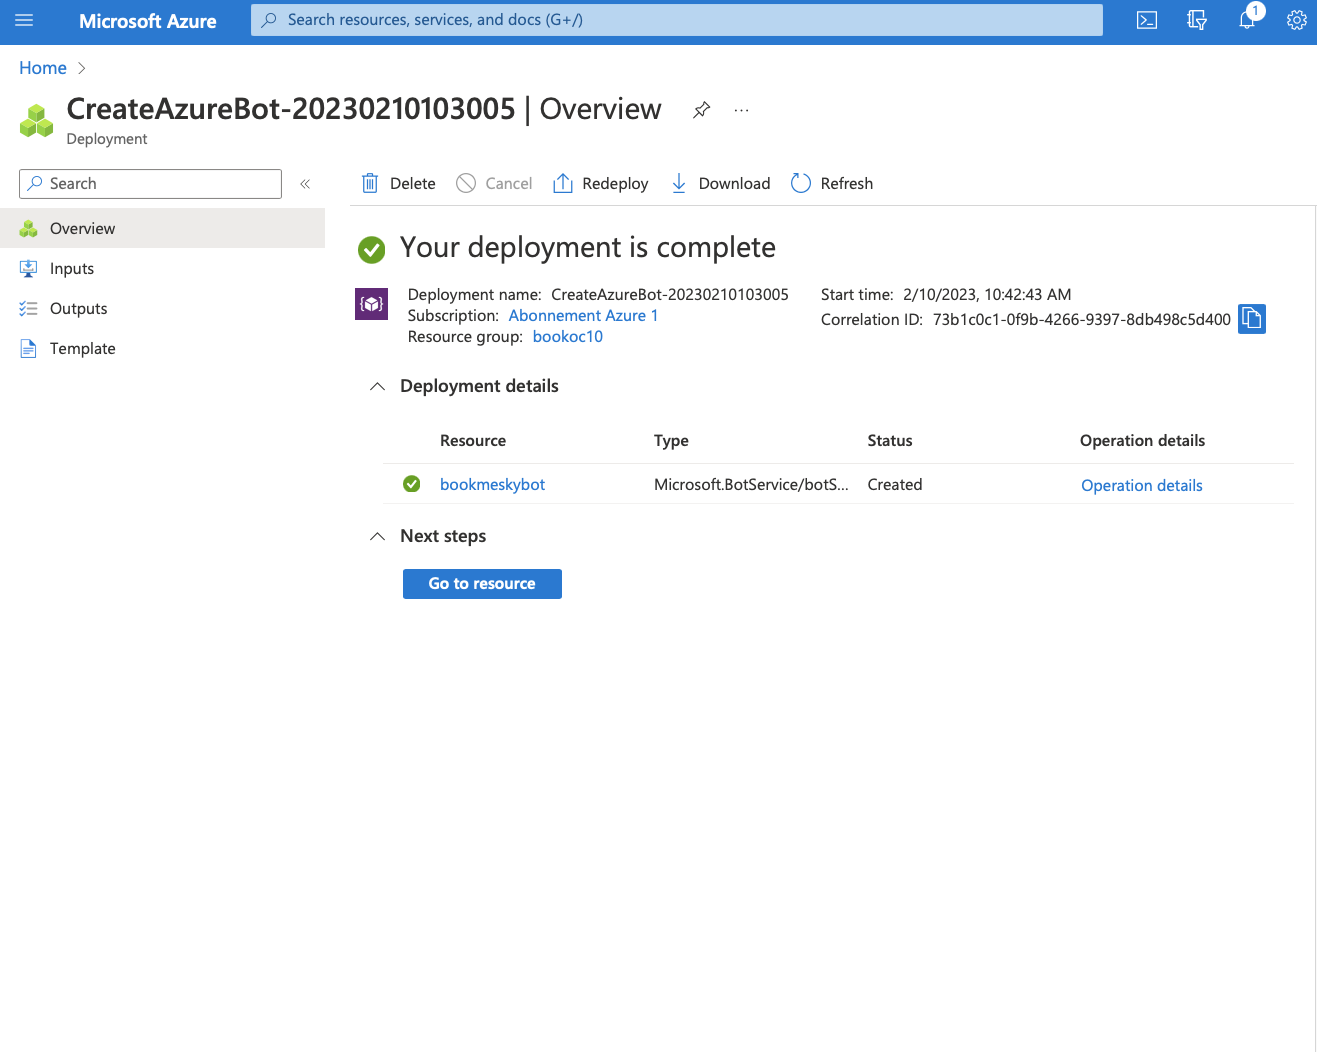 Microsoft Azure
Search resources, services, and docs (G+/)
1
Home
CreateAzureBot-20230210103005 | Overview
...
Deployment
Search
«
Delete
Cancel
Redeploy
Download
Refresh
Overview
Inputs
Outputs
Template
Your deployment is complete
Deployment name: CreateAzureBot-20230210103005
Subscription: Abonnement Azure 1
Resource group: bookoc10
Start time: 2/10/2023, 10:42:43 AM
Correlation ID: 73b1c0c1-0f9b-4266-9397-8db498c5d400
Deployment details
Resource Type Status Operation details
bookmeskybot Microsoft.BotService/botS... Created Operation details
Next steps
Go to resource